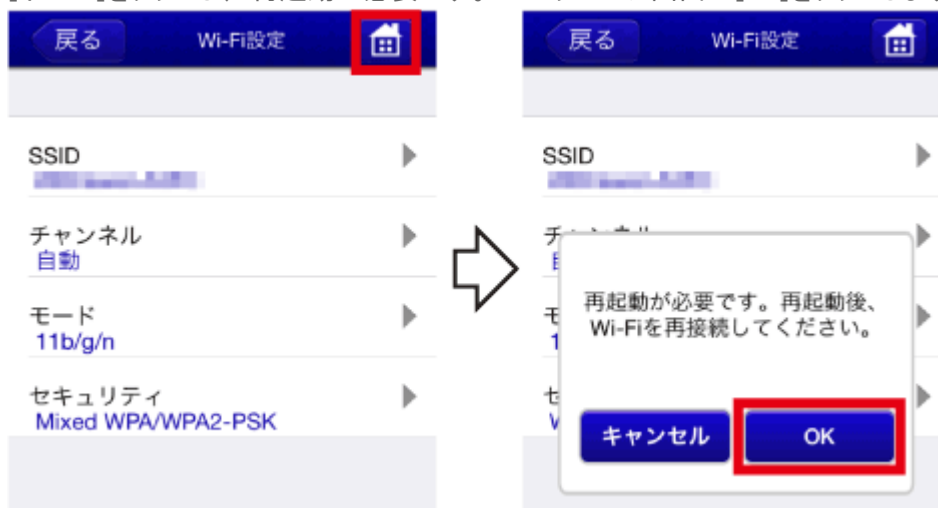 戻る
Wi-Fi設定
SSID
チャンネル
自動
モード
11b/g/n
セキュリティ
Mixed WPA/WPA2-PSK
戻る
Wi-Fi設定
SSID
再起動が必要です。再起動後、
Wi-Fiを再接続してください。
キャンセル
OK